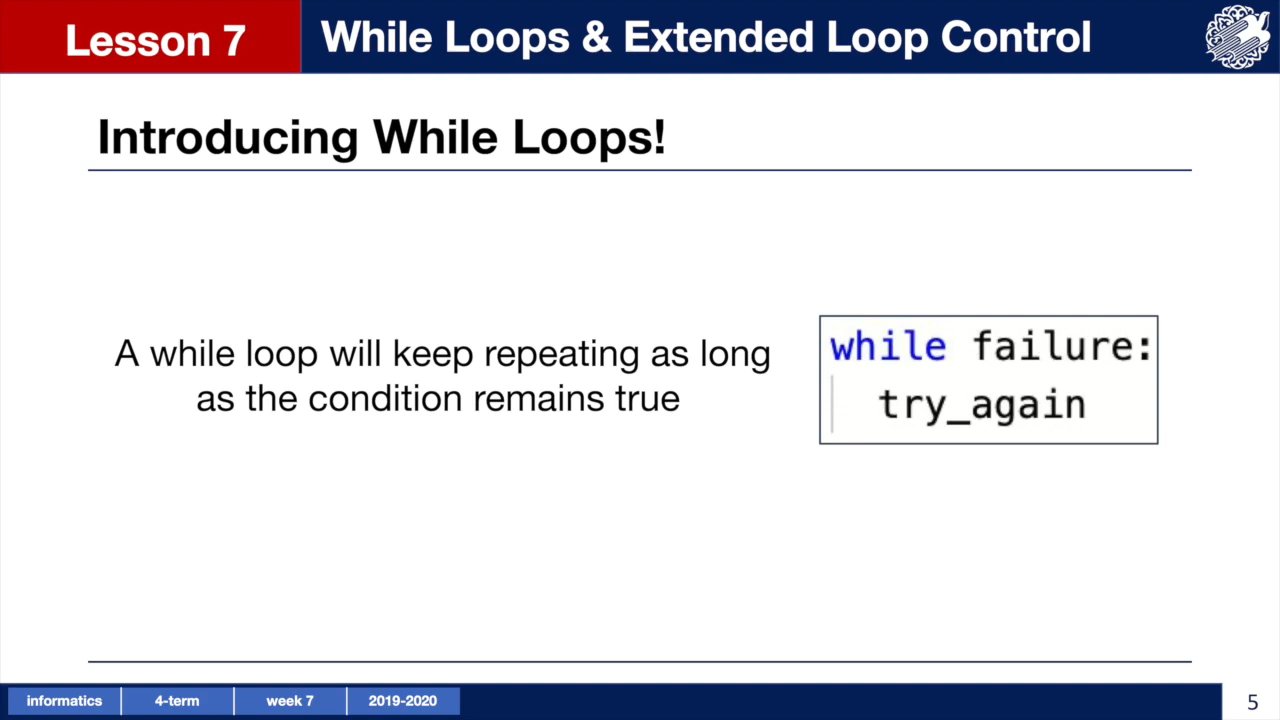 Lesson 7
While Loops & Extended Loop Control
Introducing While Loops!
A while loop will keep repeating as long
as the condition remains true
while failure:
try_again
informatics
4-term
week 7
2019-2020
5